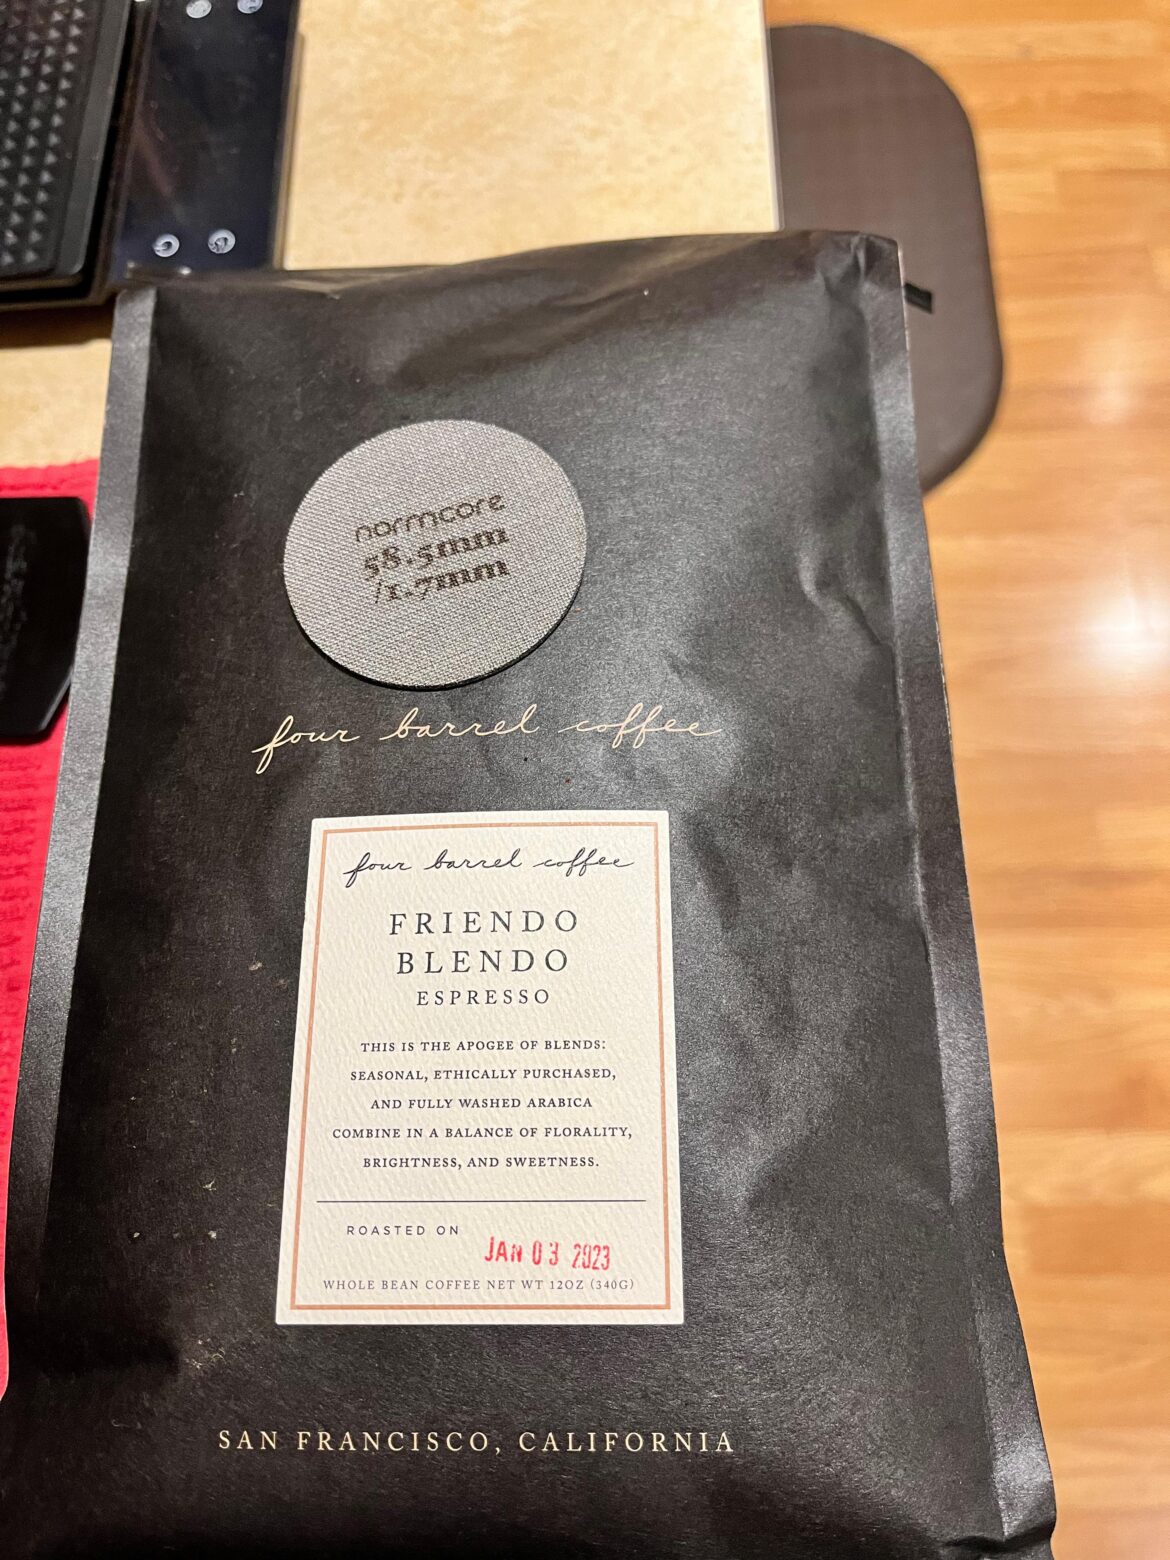 normcore
58.5mm
/1.7mm
four barrel coffee
four barrel coffee
FRIENDO
BLENDO
ESPRESSO
THIS IS THE APOGEE OF BLENDS:
SEASONAL, ETHICALLY PURCHASED,
AND FULLY WASHED ARABICA
COMBINE IN A BALANCE OF FLORALITY,
BRIGHTNESS, AND SWEETNESS.
ROASTED ON
JAN 03 2023
WHOLE BEAN COFFEE NET WT 12OZ (340G)
SAN FRANCISCO, CALIFORNIA